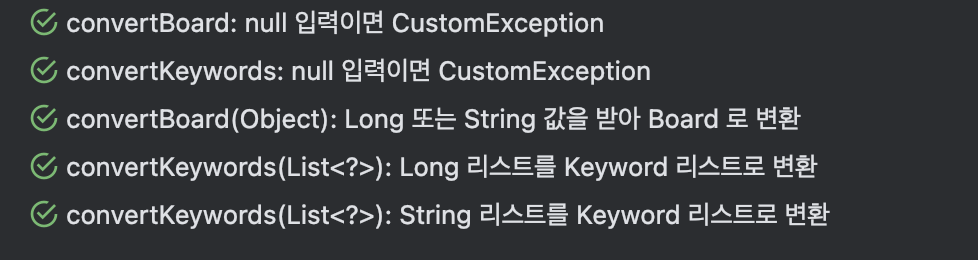 convertBoard: null 입력이면 CustomException
convertKeywords: null 입력이면 CustomException
convertBoard(Object): Long 또는 String 값을 받아 Board 로 변환
convertKeywords(List<?>): Long 리스트를 Keyword 리스트로 변환
convertKeywords(List<?>): String 리스트를 Keyword 리스트로 변환